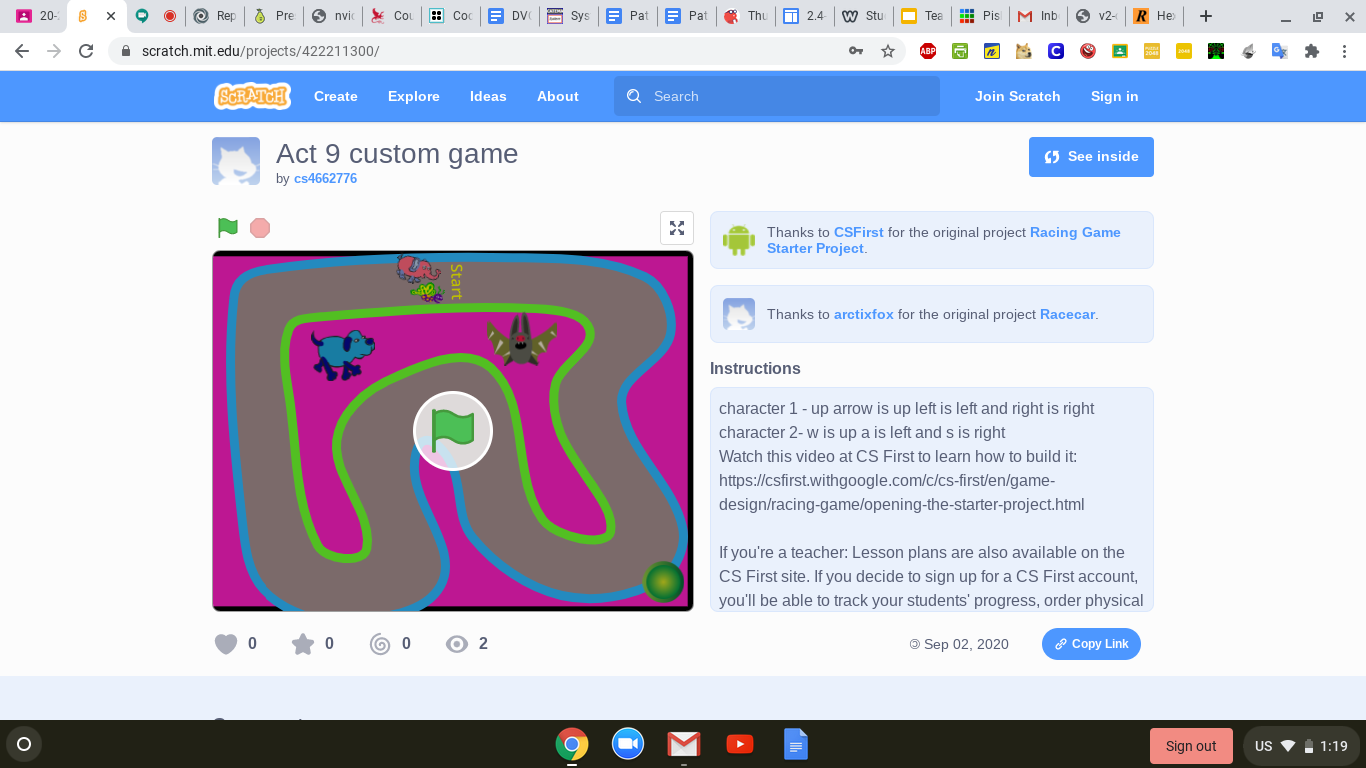 20-
Rep
Pre
nvi
Cou
Coc
DV
Sys
Pat
Pat
Thu
2.4-
Stu
Tea
Pis
Inb
v2-
He
scratch.mit.edu/projects/422211300/
ABP
SCRATCH
Create
Explore
Ideas
About
Search
Join Scratch
Sign in
Act 9 custom game
by cs4662776
See inside
Start
Thanks to CSFirst for the original project Racing Game
Starter Project.
Thanks to arctixfox for the original project Racecar.
Instructions
character 1 - up arrow is up left is left and right is right
character 2- w is up a is left and s is right
Watch this video at CS First to learn how to build it:
https://csfirst.withgoogle.com/c/cs-first/en/game-
design/racing-game/opening-the-starter-project.html
If you're a teacher: Lesson plans are also available on the
CS First site. If you decide to sign up for a CS First account,
you'll be able to track your students' progress, order physical
0
0
0
2
Sep 02, 2020
Copy Link
Sign out
US
1:19